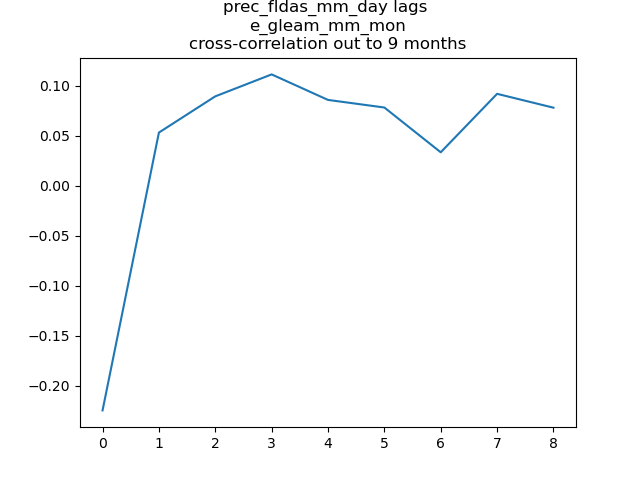 prec_fldas_mm_day lags
e_gleam_mm_mon
cross-correlation out to 9 months
0.10
0.05
0.00
−0.05
−0.10
−0.15
−0.20
0 1 2 3 4 5 6 7 8